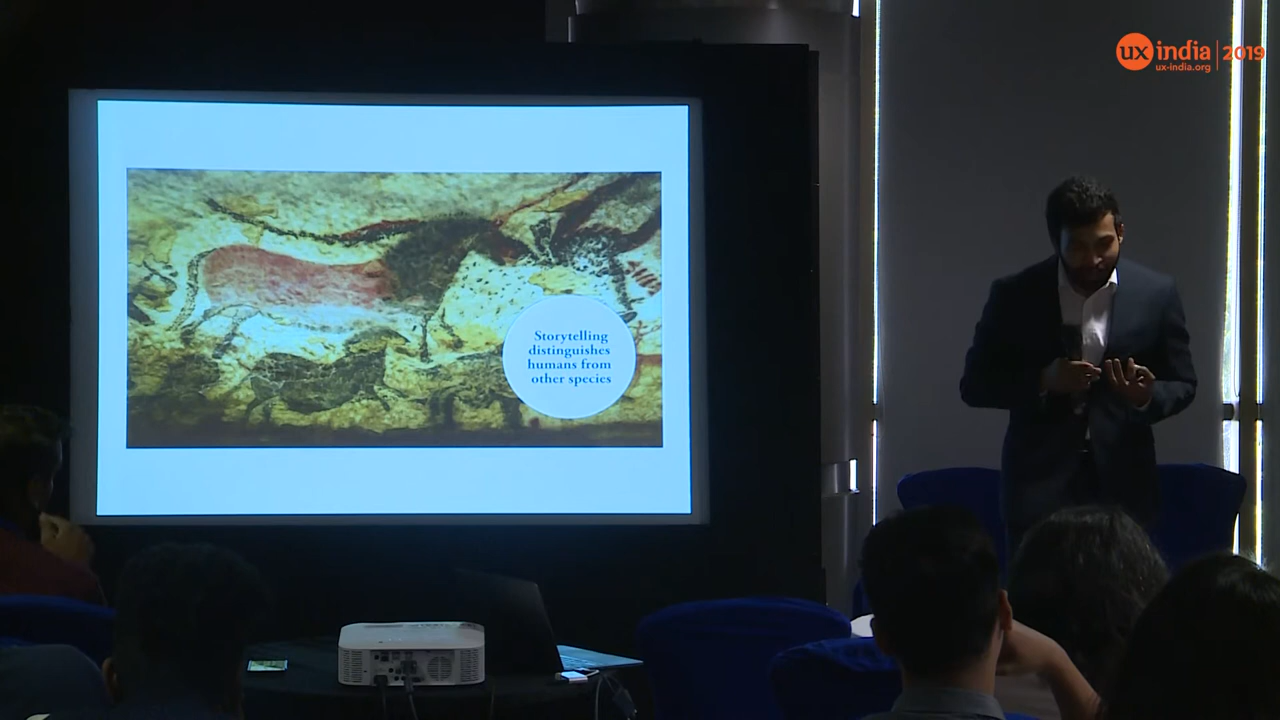 ux india 2019
ux-india.org
Storytelling
distinguishes
humans from
other species